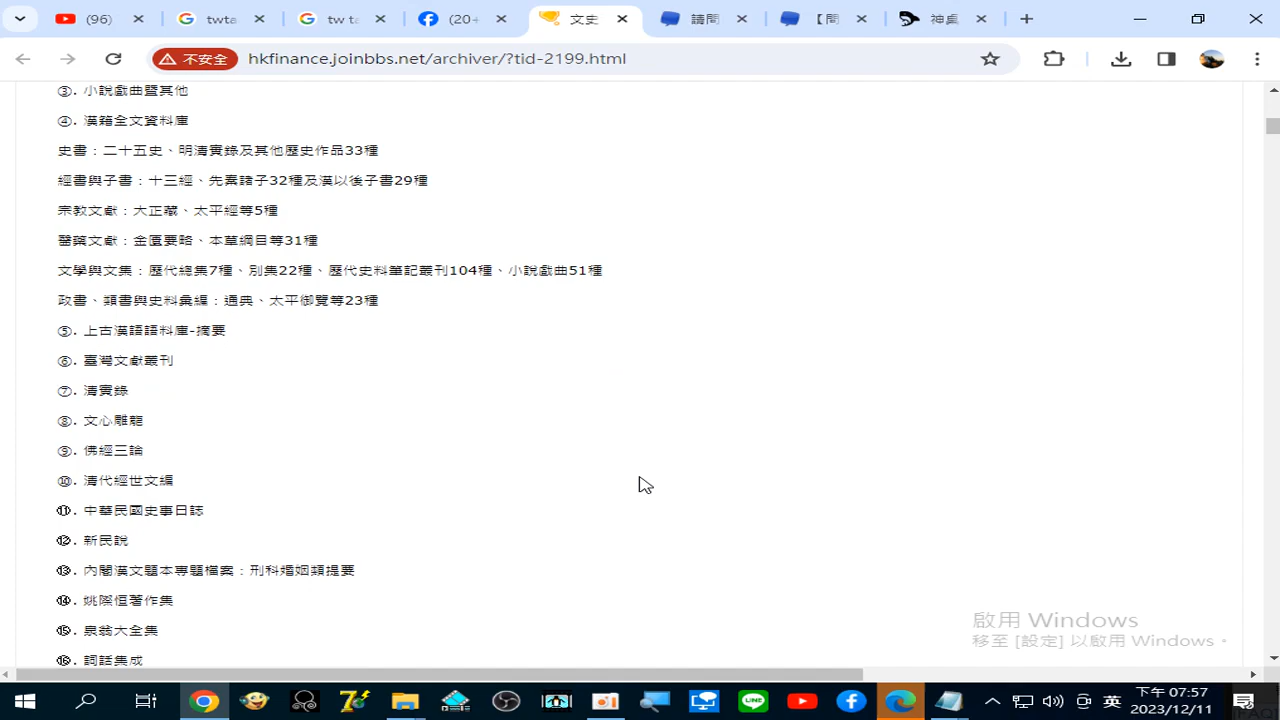 (96)
twta
tw ta
(20+
文史
請問
【問
神桌
不安全
hkfinance.joinbbs.net/archiver/?tid-2199.html
③. 小說戲曲暨其他
④. 漢籍全文資料庫
史書：二十五史、明清實錄及其他歷史作品33種
經書與子書：十三經、先秦諸子32種及漢以後子書29種
宗教文獻：大正藏、太平經等5種
醫藥文獻：金匱要略、本草綱目等31種
文學與文集：歷代總集7種、別集22種、歷代史料筆記叢刊104種、小說戲曲51種
政書、類書與史料彙編：通典、太平御覽等23種
⑤. 上古漢語語料庫-摘要
⑥. 臺灣文獻叢刊
⑦. 清實錄
⑧. 文心雕龍
⑨. 佛經三論
⑩. 清代經世文編
⓫. 中華民國史事日誌
⓬. 新民說
⓭. 內閣漢文題本專題檔案：刑科婚姻類提要
⓮. 姚際恒著作集
⓯. 泉翁大全集
⓰. 詞話集成
啟用 Windows
移至 [設定] 以啟用 Windows。
英
下午 07:57
2023/12/11